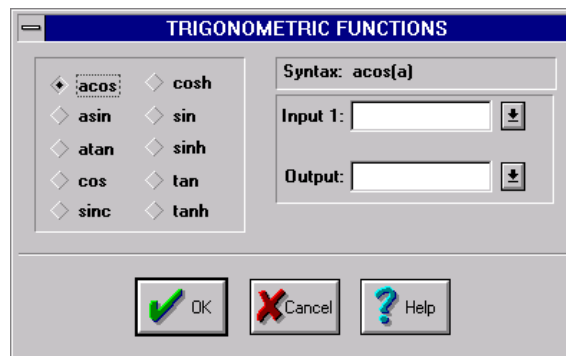 TRIGONOMETRIC FUNCTIONS
acos cosh
asin sin
atan sinh
cos tan
sinc tanh
Syntax: acos(a)
Input 1:
Output:
OK Cancel Help